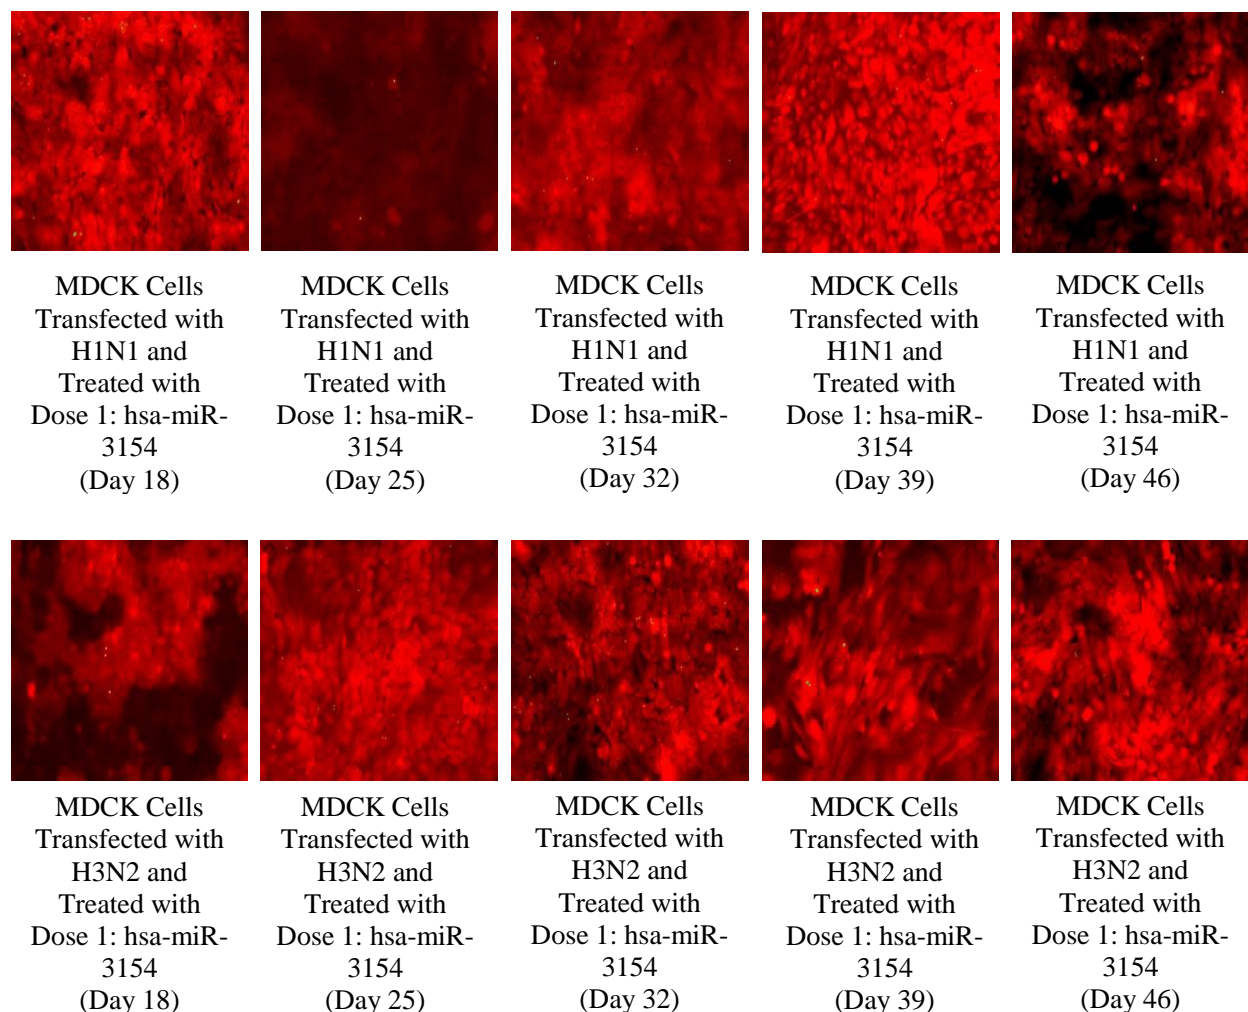 MDCK Cells
Transfected with
H1N1 and
Treated with
Dose 1: hsa-miR-
3154
(Day 18)
MDCK Cells
Transfected with
H1N1 and
Treated with
Dose 1: hsa-miR-
3154
(Day 25)
MDCK Cells
Transfected with
H1N1 and
Treated with
Dose 1: hsa-miR-
3154
(Day 32)
MDCK Cells
Transfected with
H1N1 and
Treated with
Dose 1: hsa-miR-
3154
(Day 39)
MDCK Cells
Transfected with
H1N1 and
Treated with
Dose 1: hsa-miR-
3154
(Day 46)
MDCK Cells
Transfected with
H3N2 and
Treated with
Dose 1: hsa-miR-
3154
(Day 18)
MDCK Cells
Transfected with
H3N2 and
Treated with
Dose 1: hsa-miR-
3154
(Day 25)
MDCK Cells
Transfected with
H3N2 and
Treated with
Dose 1: hsa-miR-
3154
(Day 32)
MDCK Cells
Transfected with
H3N2 and
Treated with
Dose 1: hsa-miR-
3154
(Day 39)
MDCK Cells
Transfected with
H3N2 and
Treated with
Dose 1: hsa-miR-
3154
(Day 46)